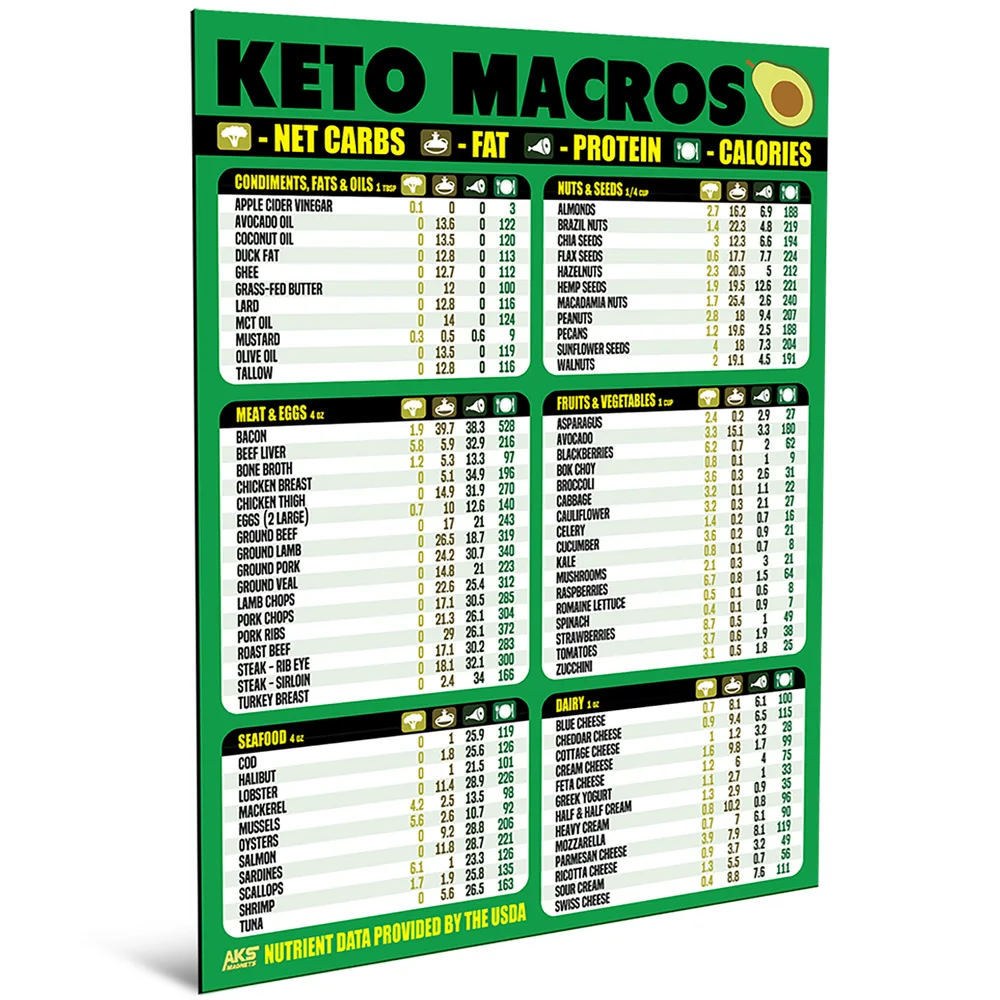 KETO MACROS
- NET CARBS - FAT - PROTEIN - CALORIES
CONDIMENTS, FATS & OILS 1 TBSP
APPLE CIDER VINEGAR 0.1 0 0 3
AVOCADO OIL 0 13.6 0 122
COCONUT OIL 0 13.5 0 120
DUCK FAT 0 12.8 0 113
GHEE 0 12.7 0 112
GRASS-FED BUTTER 0 12 0 100
LARD 0 12.8 0 116
MCT OIL 0 14 0 124
MUSTARD 0.3 0.5 0.6 9
OLIVE OIL 0 13.5 0 119
TALLOW 0 12.8 0 116
NUTS & SEEDS 1/4 CUP
ALMONDS 2.7 16.2 6.9 188
BRAZIL NUTS 1.4 22.3 4.8 219
CHIA SEEDS 3 12.3 6.6 194
FLAX SEEDS 0.6 17.7 7.7 224
HAZELNUTS 2.3 20.5 5 212
HEMP SEEDS 1.9 19.5 12.6 221
MACADAMIA NUTS 1.7 25.4 2.6 240
PEANUTS 2.8 18 9.4 207
PECANS 1.2 19.6 2.5 188
SUNFLOWER SEEDS 4 18 7.3 204
WALNUTS 2 19.1 4.5 191
MEAT & EGGS 4 OZ
BACON 1.9 39.7 38.3 528
BEEF LIVER 5.8 5.9 32.9 216
BONE BROTH 1.2 5.3 13.3 97
CHICKEN BREAST 0 5.1 34.9 196
CHICKEN THIGH 0 14.9 31.9 270
EGGS (2 LARGE) 0.7 10 12.6 140
GROUND BEEF 0 17 21 243
GROUND LAMB 0 26.5 18.7 319
GROUND PORK 0 24.2 30.7 340
GROUND VEAL 0 14.8 21 223
LAMB CHOPS 0 22.6 25.4 312
PORK CHOPS 0 17.1 30.5 285
PORK RIBS 0 21.3 26.1 304
ROAST BEEF 0 29 26.1 372
STEAK - RIB EYE 0 17.1 30.2 283
STEAK - SIRLOIN 0 18.1 32.1 300
TURKEY BREAST 0 2.4 34 166
FRUITS & VEGETABLES 1 CUP
ASPARAGUS 2.4 0.2 2.9 27
AVOCADO 3.3 15.1 3.3 180
BLACKBERRIES 6.2 0.7 2 62
BOK CHOY 0.8 0.1 1 9
BROCCOLI 3.6 0.3 2.6 31
CABBAGE 3.2 0.1 1.1 22
CAULIFLOWER 3.2 0.3 2.1 27
CELERY 1.4 0.2 0.7 16
CUCUMBER 3.6 0.2 0.9 21
KALE 0.8 0.1 0.7 8
MUSHROOMS 2.1 0.3 3 21
RASPBERRIES 6.7 0.8 1.5 64
ROMAINE LETTUCE 0.5 0.1 0.6 8
SPINACH 0.4 0.1 0.9 7
STRAWBERRIES 8.7 0.5 1 49
TOMATOES 3.7 0.6 1.9 38
ZUCCHINI 3.1 0.5 1.8 25
SEAFOOD 4 OZ
COD 0 1 25.9 119
HALIBUT 0 1.8 25.6 126
LOBSTER 0 1 21.5 101
MACKEREL 0 11.4 28.9 226
MUSSELS 4.2 2.5 13.5 98
OYSTERS 5.6 2.6 10.7 92
SALMON 0 9.2 28.8 206
SARDINES 0 11.8 28.7 221
SCALLOPS 6.1 1 23.3 126
SHRIMP 1.7 1.9 25.8 135
TUNA 0 5.6 26.5 163
DAIRY 1 OZ
BLUE CHEESE 0.7 8.1 6.1 100
CHEDDAR CHEESE 0.9 9.4 6.5 115
COTTAGE CHEESE 1 1.2 3.2 28
CREAM CHEESE 1.6 9.8 1.7 99
FETA CHEESE 1.2 6 4 75
GREEK YOGURT 1.1 2.7 1 33
HALF & HALF CREAM 1.3 2.9 0.9 35
HEAVY CREAM 0.8 10.2 0.8 96
MOZZARELLA 0.7 7 6.1 90
PARMESAN CHEESE 3.9 7.9 8.1 119
RICOTTA CHEESE 0.9 3.7 3.2 49
SOUR CREAM 1.3 5.5 0.7 56
SWISS CHEESE 0.4 8.8 7.6 111
AKS MAGNETS NUTRIENT DATA PROVIDED BY THE USDA